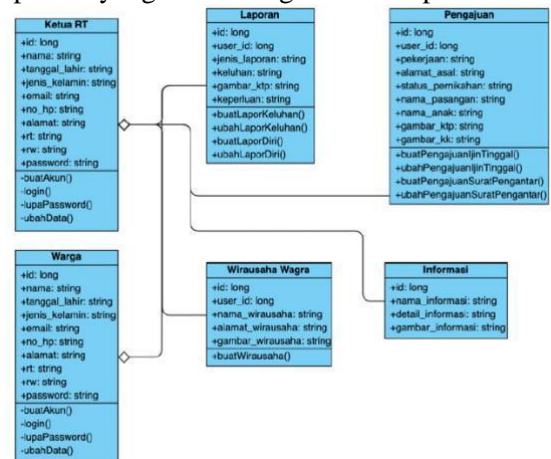 Ketua RT
+id: long
+nama: string
+tanggal_lahir: string
+jenis_kelamin: string
+email: string
+no_hp: string
+alamat: string
+rt: string
+rw: string
+password: string
-buatAkun()
-login()
-lupaPassword()
-ubahData()
Laporan
+id: long
+user_id: long
+jenis_laporan: string
+keluhan: string
+gambar_ktp: string
+keperluan: string
+buatLaporKeluhan()
+ubahLaporKeluhan()
+buatLaporDiri()
+ubahLaporDiri()
Pengajuan
+id: long
+user_id: long
+pekerjaan: string
+alamat_asal: string
+status_pernikahan: string
+nama_pasangan: string
+nama_anak: string
+gambar_ktp: string
+gambar_kk: string
+buatPengajuanIjinTinggal()
+ubahPengajuanIjinTinggal()
+buatPengajuanSuratPengantar()
+ubahPengajuanSuratPengantar()
Warga
+id: long
+nama: string
+tanggal_lahir: string
+jenis_kelamin: string
+email: string
+no_hp: string
+alamat: string
+rt: string
+rw: string
+password: string
-buatAkun()
-login()
-lupaPassword()
-ubahData()
Wirausaha Wagra
+id: long
+user_id: long
+nama_wirausaha: string
+alamat_wirausaha: string
+gambar_wirausaha: string
+buatWirausaha()
Informasi
+id: long
+nama_informasi: string
+detail_informasi: string
+gambar_informasi: string